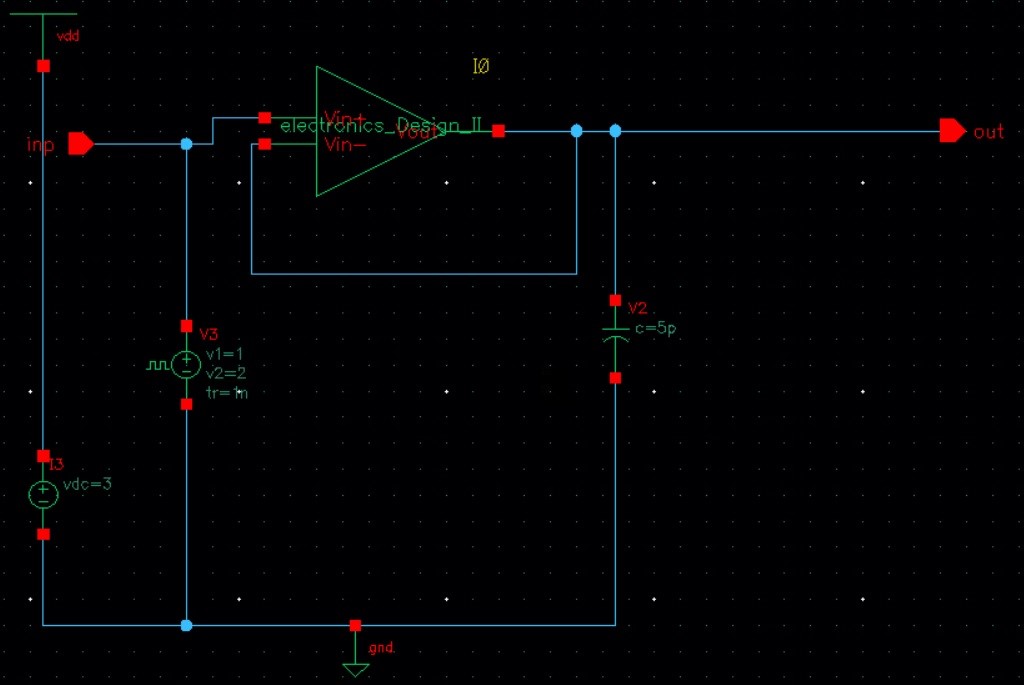 vdd
I0
inp
Vin+
electronics_Design_II
Vout
Vin-
out
V2
c=5p
V3
v1=1
v2=2
tr=1n
I3
vdc=3
gnd